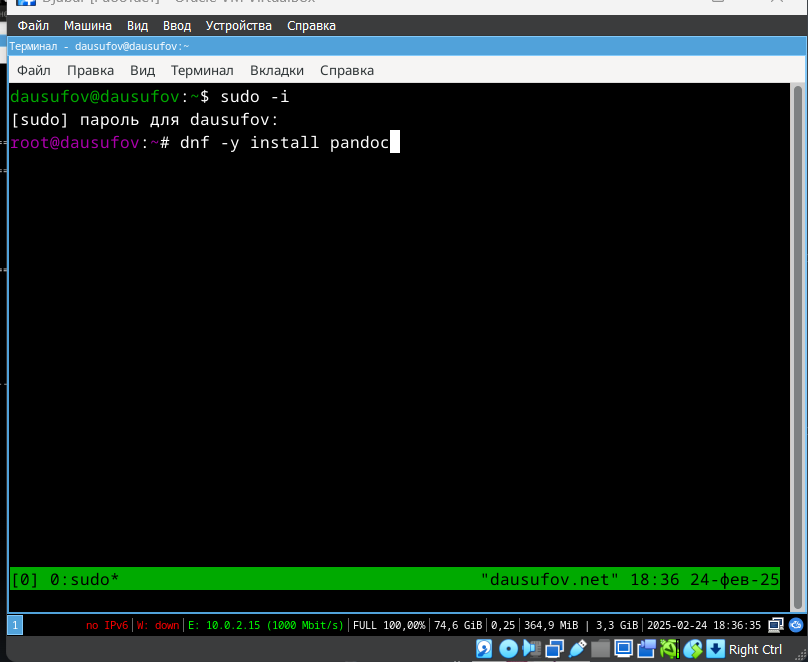 Файл Машина Вид Ввод Устройства Справка
Терминал - dausufov@dausufov:~
Файл Правка Вид Терминал Вкладки Справка
dausufov@dausufov:~$ sudo -i
[sudo] пароль для dausufov:
root@dausufov:~# dnf -y install pandoc
[0] 0:sudo* "dausufov.net" 18:36 24-фев-25
1 no IPv6 | W: down | E: 10.0.2.15 (1000 Mbit/s) | FULL 100,00% | 74,6 GiB | 0,25 | 364,9 MiB | 3,3 GiB | 2025-02-24 18:36:35
Right Ctrl